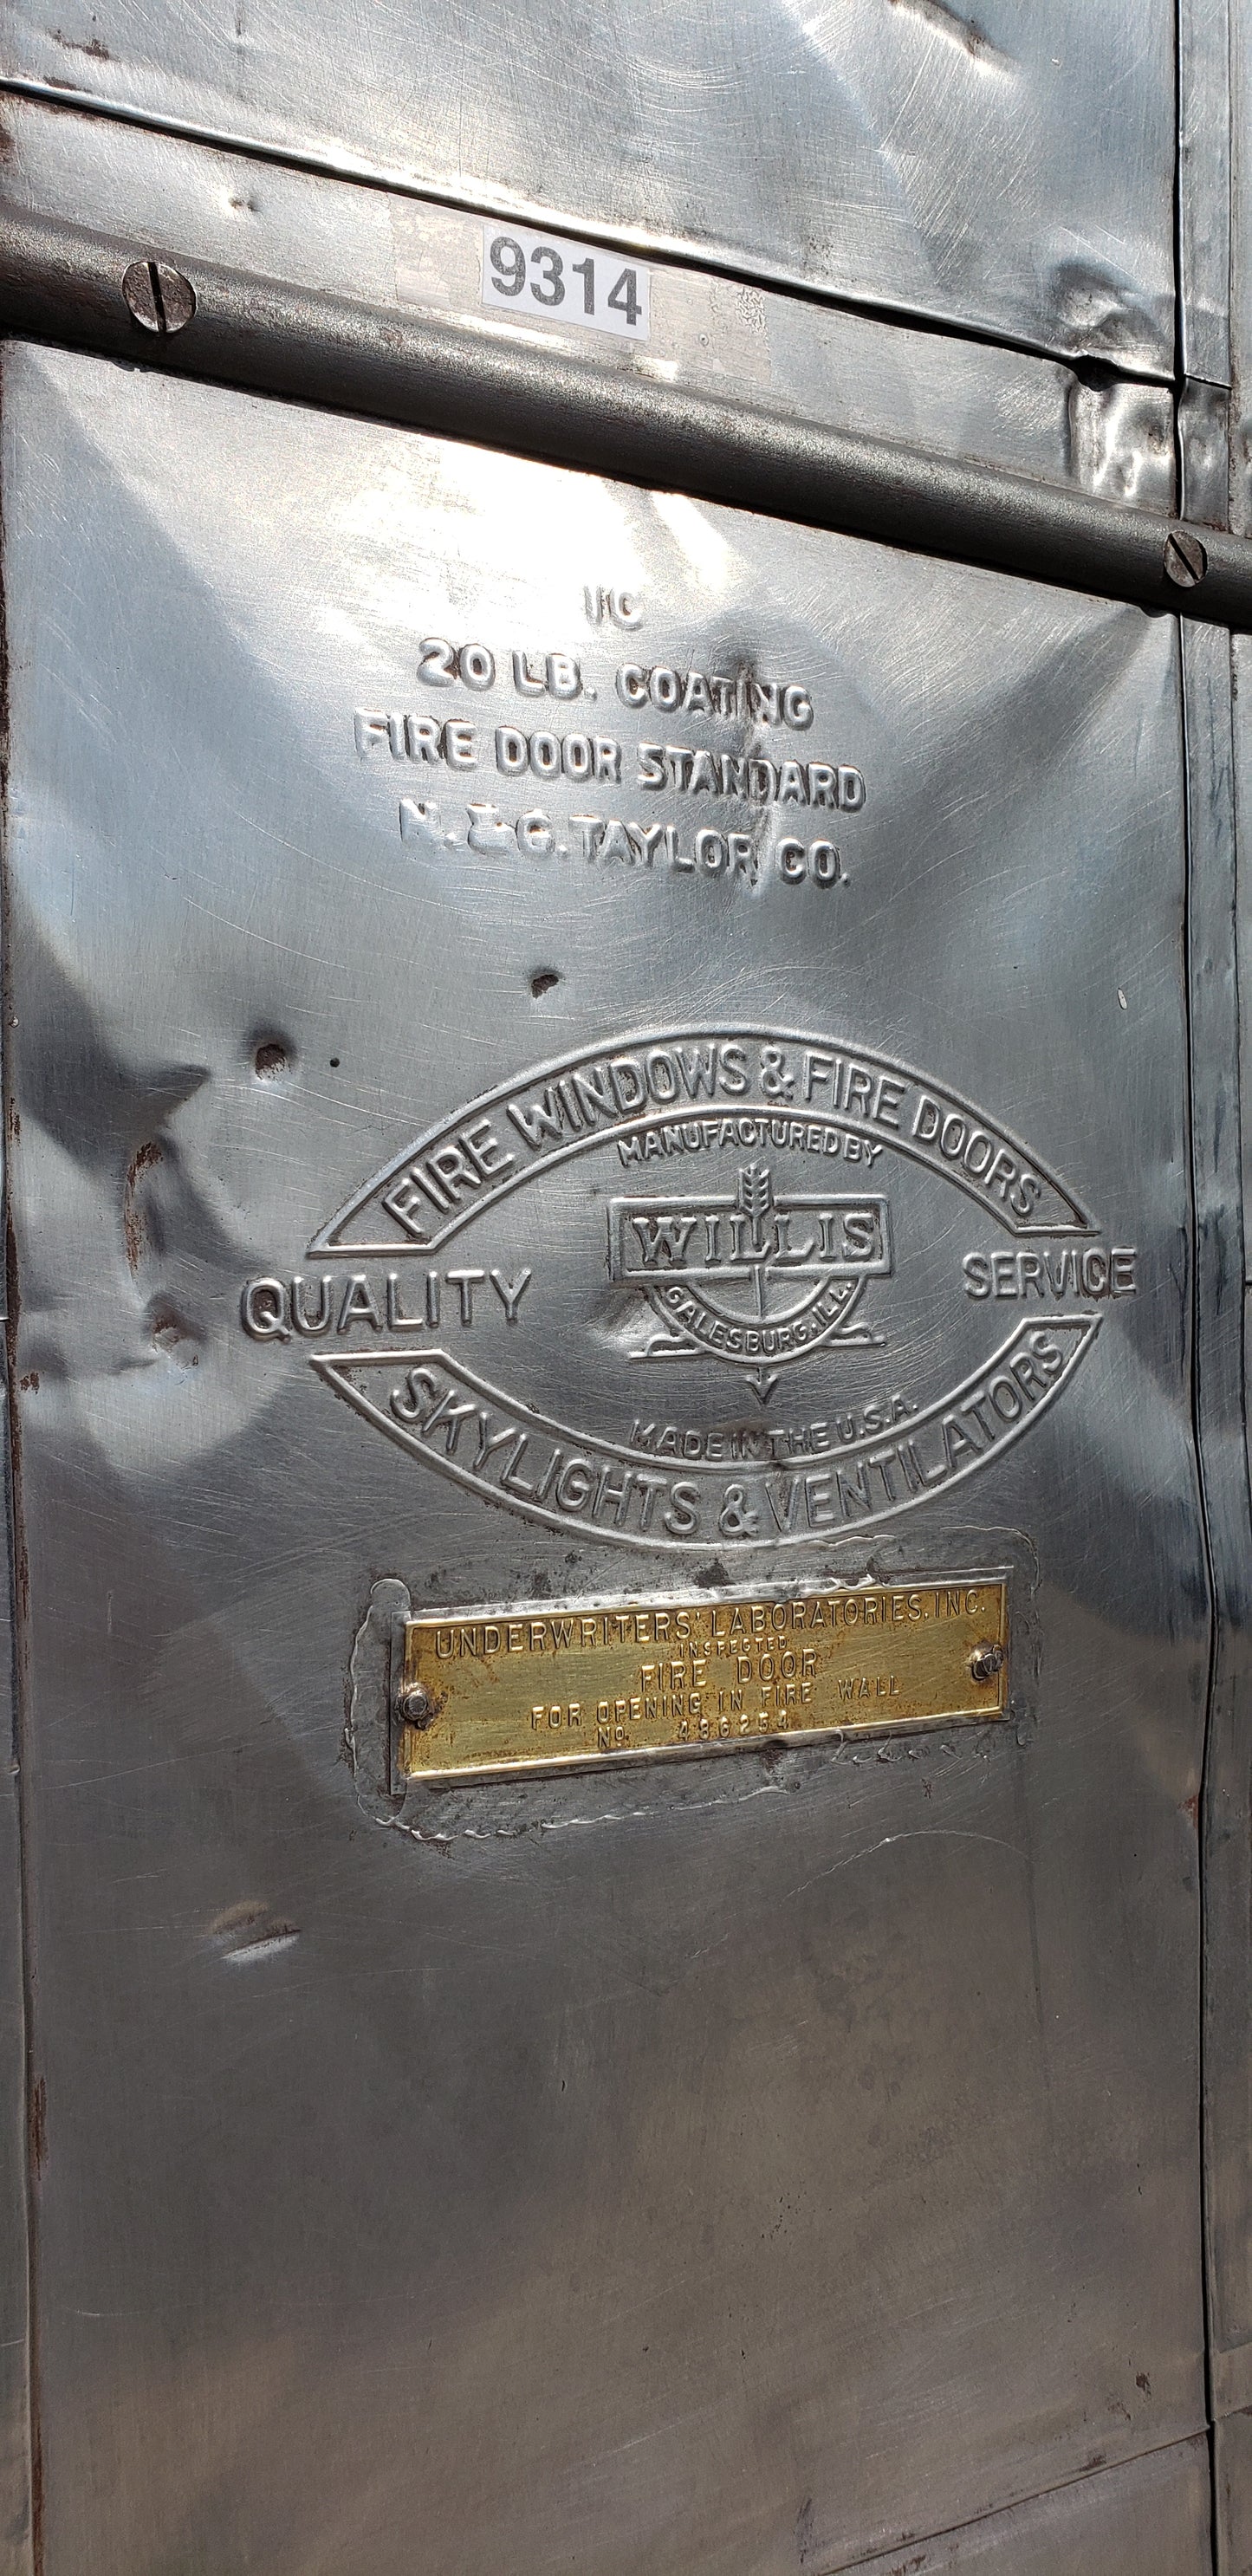 9314
IC
20 LB. COATING
FIRE DOOR STANDARD
N. & G. TAYLOR CO.
FIRE WINDOWS & FIRE DOORS
MANUFACTURED BY
WILLIS
GALESBURG, ILL.
QUALITY
SERVICE
MADE IN THE U.S.A.
SKYLIGHTS & VENTILATORS
UNDERWRITERS' LABORATORIES, INC.
INSPECTED
FIRE DOOR
FOR OPENING IN FIRE WALL
NO.